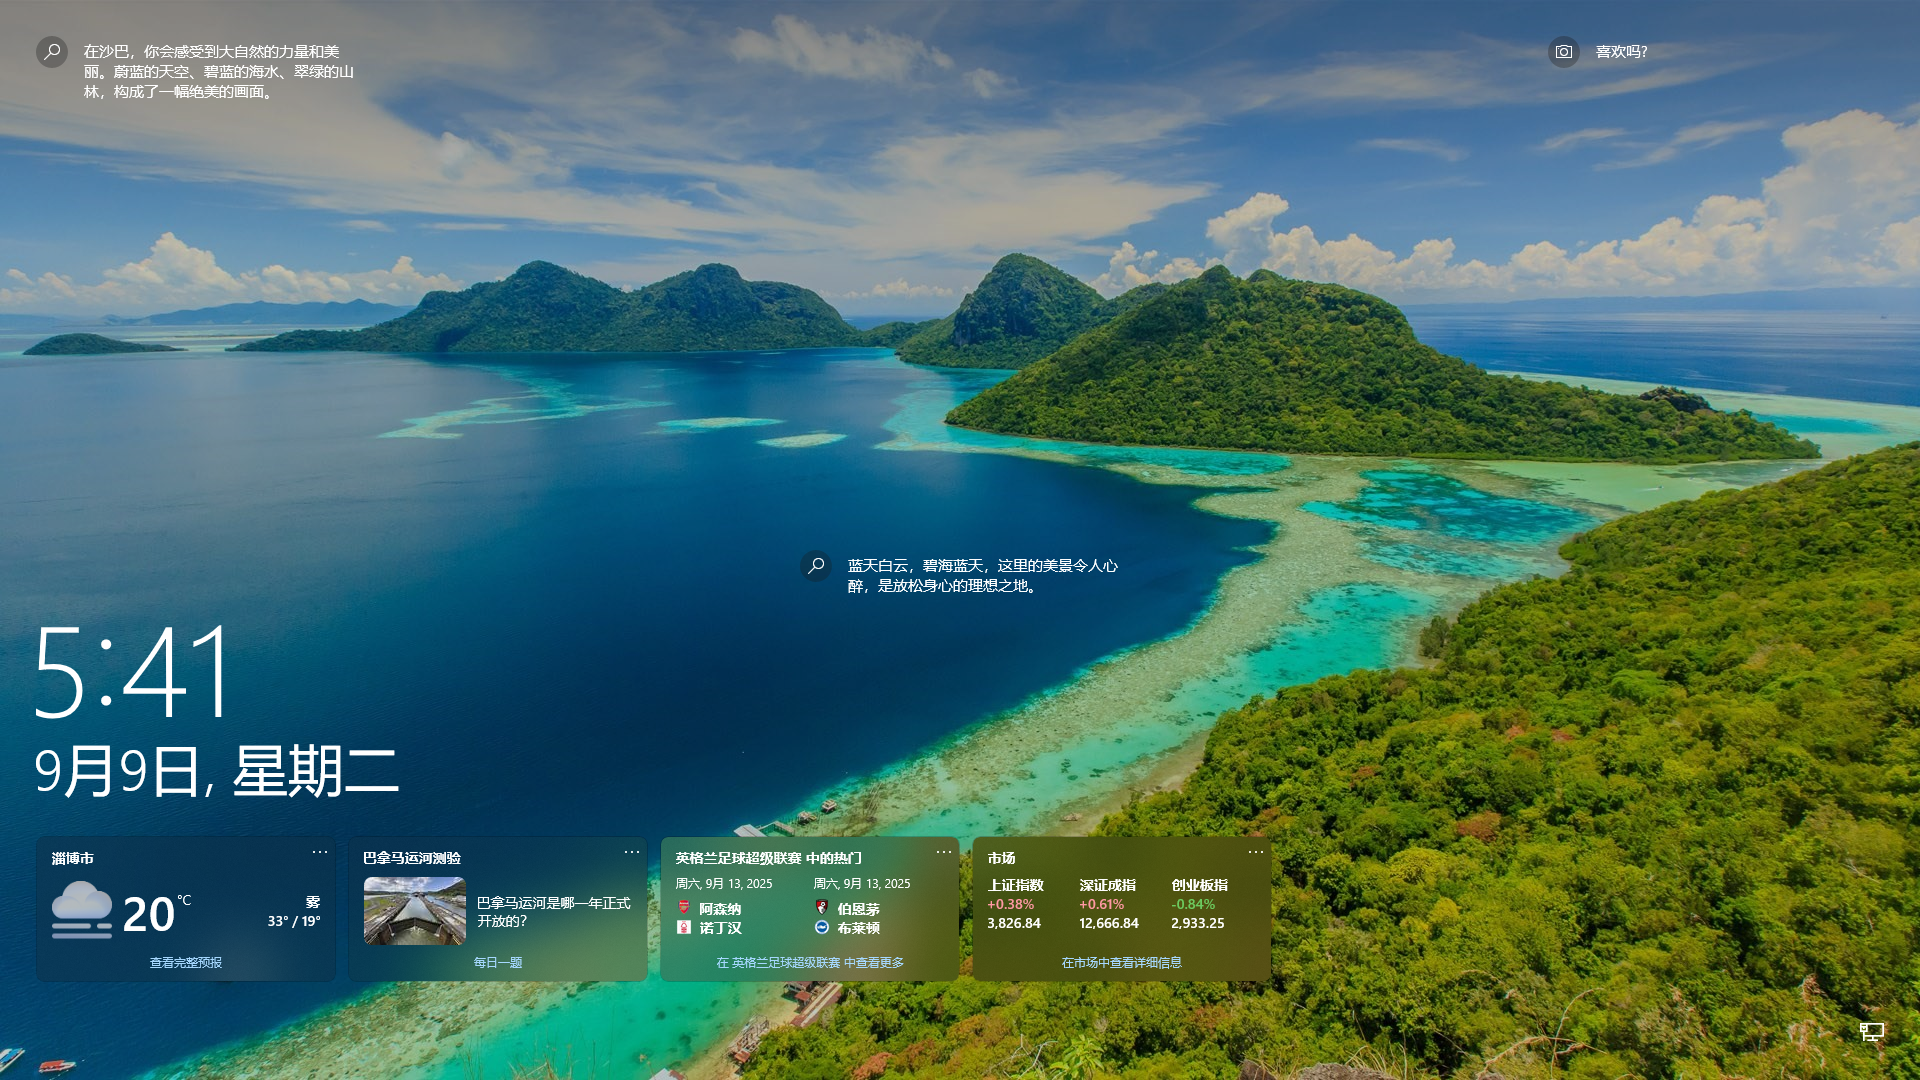 在沙巴，你会感受到大自然的力量和美
丽。蔚蓝的天空、碧蓝的海水、翠绿的山
林，构成了一幅绝美的画面。
喜欢吗?
蓝天白云，碧海蓝天，这里的美景令人心
醉，是放松身心的理想之地。
5:41
9月9日, 星期二
淄博市
20 °C
雾
33° / 19°
查看完整预报
巴拿马运河测验
巴拿马运河是哪一年正式
开放的?
每日一题
英格兰足球超级联赛 中的热门
周六, 9月 13, 2025
阿森纳
诺丁汉
周六, 9月 13, 2025
伯恩茅
布莱顿
在 英格兰足球超级联赛 中查看更多
市场
上证指数 深证成指 创业板指
+0.38% +0.61% -0.84%
3,826.84 12,666.84 2,933.25
在市场中查看详细信息